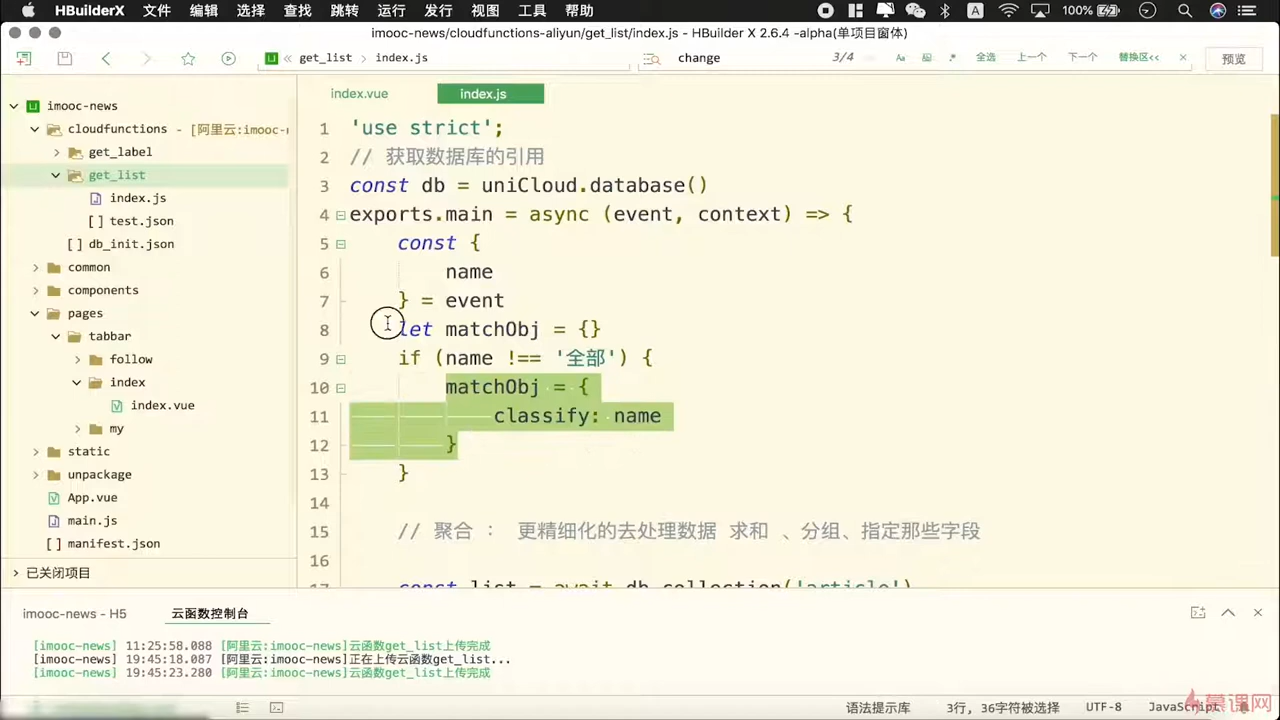 HBuilderX 文件 编辑 选择 查找 跳转 运行 发行 视图 工具 帮助 A 100%
imooc-news/cloudfunctions-aliyun/get_list/index.js - HBuilder X 2.6.4 -alpha(单项目窗体)
get_list index.js change 3/4 Aa .* 全选 上一个 下一个 替换区<< 预览
imooc-news
cloudfunctions - [阿里云:imooc-
get_label
get_list
index.js
test.json
db_init.json
common
components
pages
tabbar
follow
index
index.vue
my
static
unpackage
App.vue
main.js
manifest.json
已关闭项目
index.vue index.js
1 'use strict';
2 // 获取数据库的引用
3 const db = uniCloud.database()
4 exports.main = async (event, context) => {
5 const {
6 name
7 } = event
8 let matchObj = {}
9 if (name !== '全部') {
10 matchObj = {
11 classify: name
12 }
13 }
14
15 // 聚合 : 更精细化的去处理数据 求和 、分组、指定那些字段
16
17 const list = await db.collection('article')
imooc-news - H5 云函数控制台
[imooc-news] 11:25:58.088 [阿里云:imooc-news]云函数get_list上传完成
[imooc-news] 19:45:18.087 [阿里云:imooc-news]正在上传云函数get_list...
[imooc-news] 19:45:23.280 [阿里云:imooc-news]云函数get_list上传完成
语法提示库 3行, 36字符被选择 UTF-8 JavaScript
慕课网